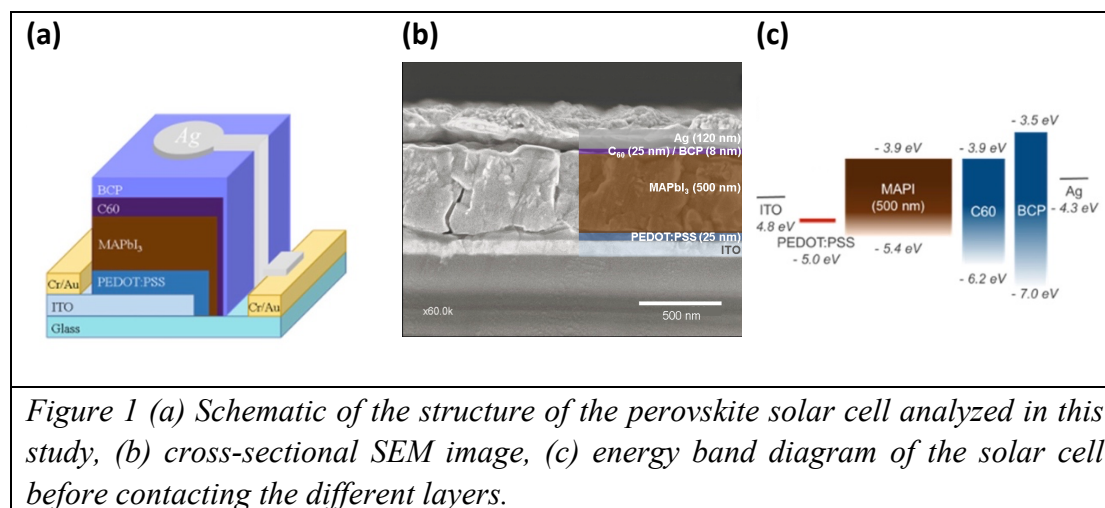 (a)
(b)
(c)
Ag
BCP
C60
MAPbI₃
PEDOT:PSS
Cr/Au
ITO
Cr/Au
Glass
Ag (120 nm)
C₆₀ (25 nm) / BCP (8 nm)
MAPbI₃ (500 nm)
PEDOT:PSS (25 nm)
ITO
x60.0k
500 nm
- 3.5 eV
- 3.9 eV
- 3.9 eV
MAPI
(500 nm)
C60
BCP
Ag
- 4.3 eV
ITO
4.8 eV
PEDOT:PSS
- 5.0 eV
- 5.4 eV
- 6.2 eV
- 7.0 eV
Figure 1 (a) Schematic of the structure of the perovskite solar cell analyzed in this
study, (b) cross-sectional SEM image, (c) energy band diagram of the solar cell
before contacting the different layers.